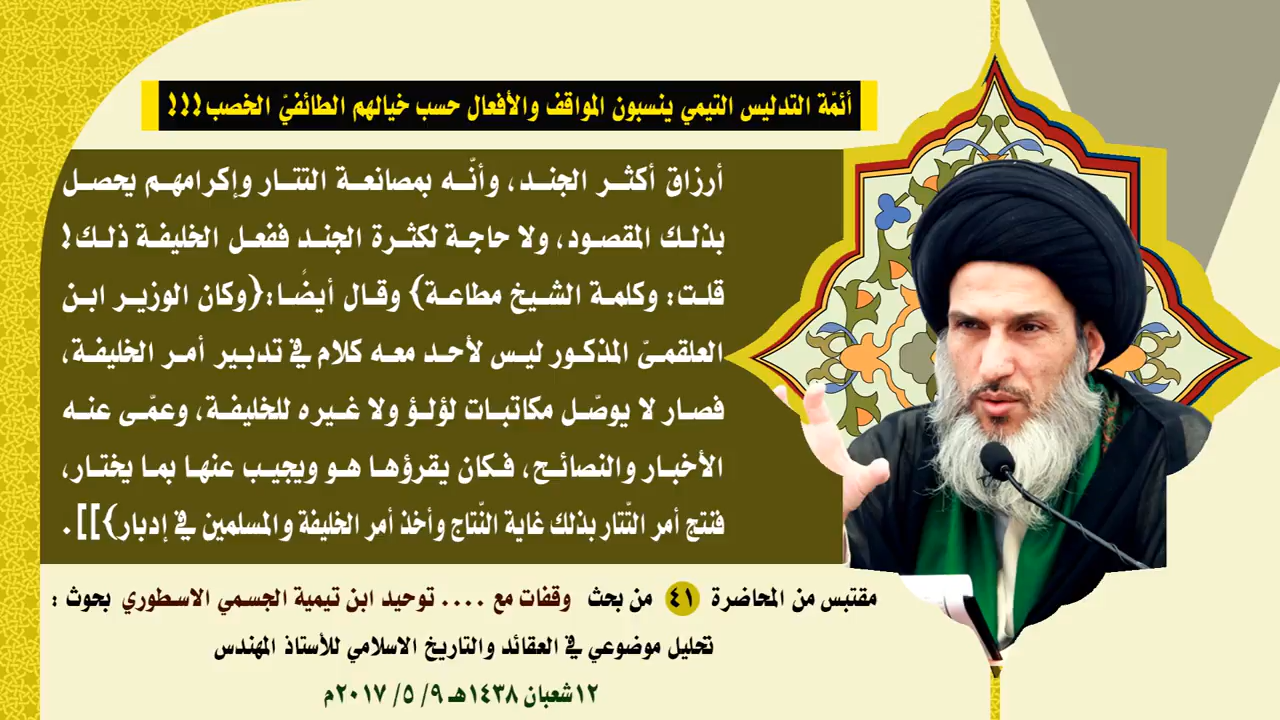 أئمّة التدليس التيمي ينسبون المواقف والأفعال حسب خيالهم الطائفيّ الخصب!!!
أرزاق أكثر الجند، وأنّه بمصانعة التتار وإكرامهم يحصل
بذلك المقصود، ولا حاجة لكثرة الجند ففعل الخليفة ذلك!
قلت: وكلمة الشيخ مطاعة} وقال أيضًا:{وكان الوزير ابن
العلقميّ المذكور ليس لأحد معه كلام في تدبير أمر الخليفة،
فصار لا يوصّل مكاتبات لؤلؤ ولا غيره للخليفة، وعمّى عنه
الأخبار والنصائح، فكان يقرؤها هو ويجيب عنها بما يختار،
فنتج أمر التّتار بذلك غاية النّتاج وأخذ أمر الخليفة والمسلمين في إدبار}]].
مقتبس من المحاضرة ٤١ من بحث وقفات مع .... توحيد ابن تيمية الجسمي الاسطوري بحوث :
تحليل موضوعي في العقائد والتاريخ الاسلامي للأستاذ المهندس
١٢شعبان ١٤٣٨هـ ٩/ ٥/ ٢٠١٧م